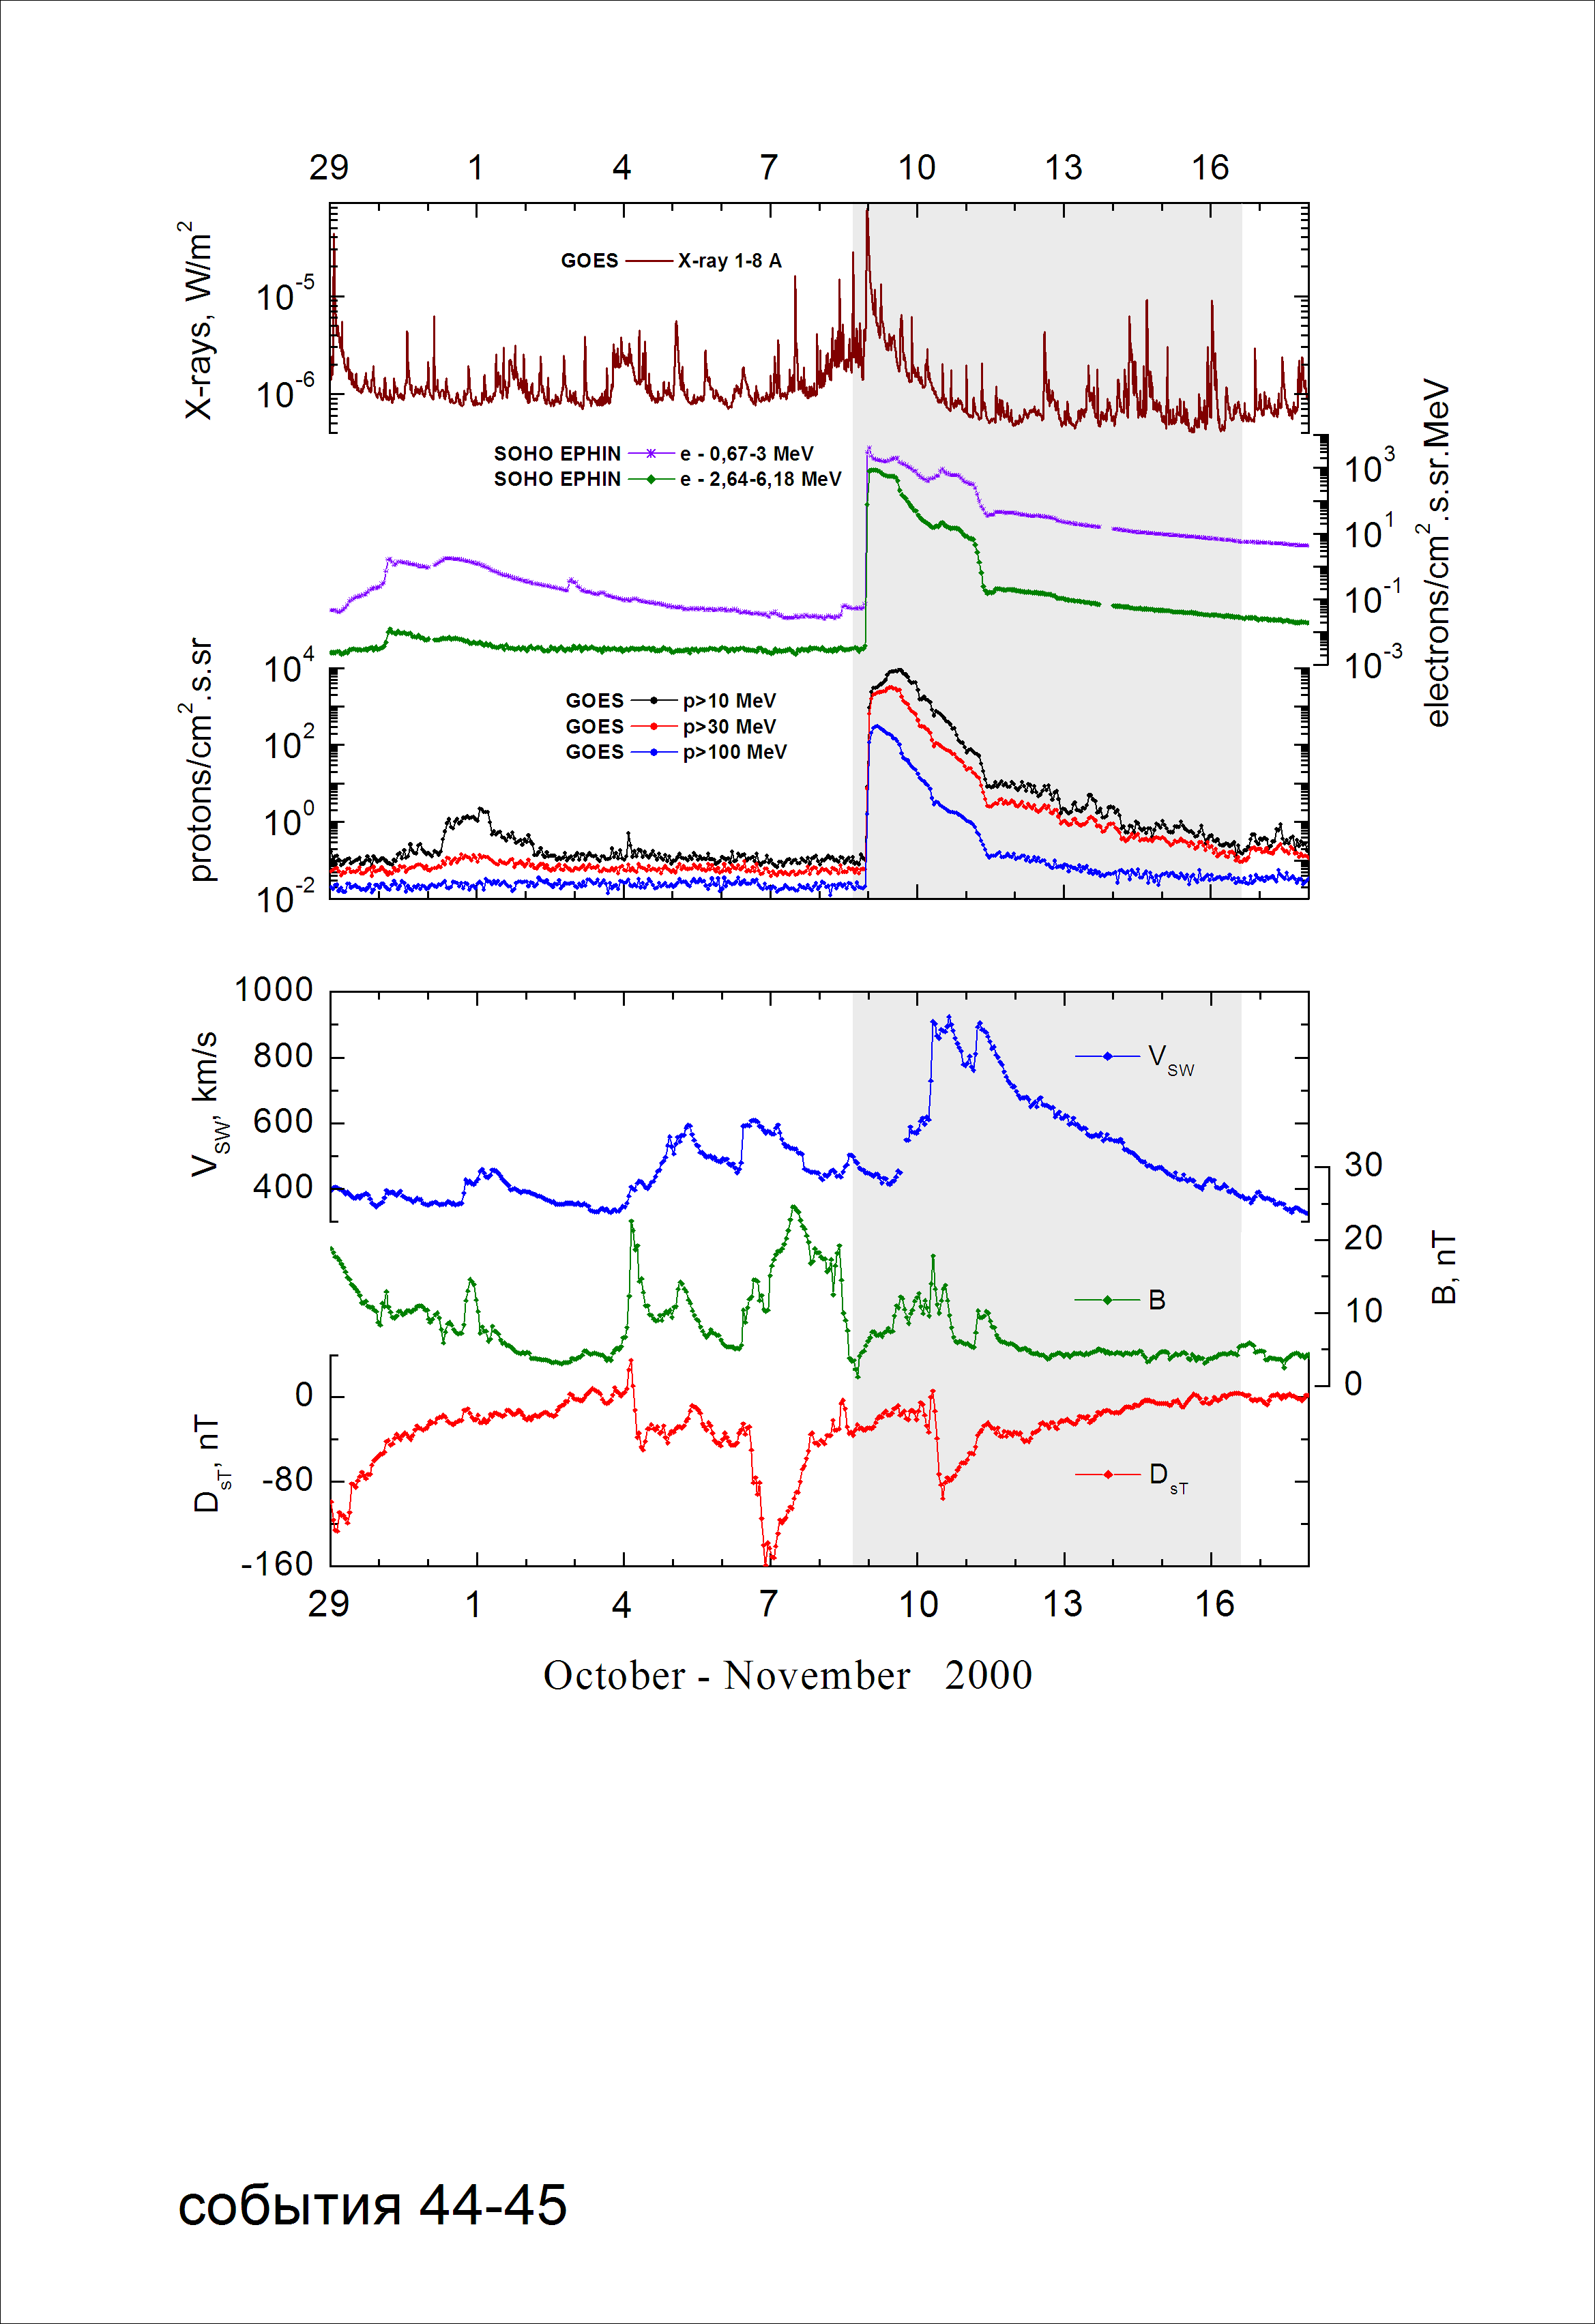 29 1 4 7 10 13 16
X-rays, W/m²
10⁻⁵
10⁻⁶
GOES X-ray 1-8 A
SOHO EPHIN e - 0,67-3 MeV
SOHO EPHIN e - 2,64-6,18 MeV
electrons/cm².s.sr.MeV
10³
10¹
10⁻¹
10⁻³
protons/cm².s.sr
10⁴
10²
10⁰
10⁻²
GOES p>10 MeV
GOES p>30 MeV
GOES p>100 MeV
V_SW, km/s
1000
800
600
400
V_SW
30
20
10
0
B, nT
B
D_sT, nT
0
-80
-160
D_sT
29 1 4 7 10 13 16
October - November 2000
события 44-45